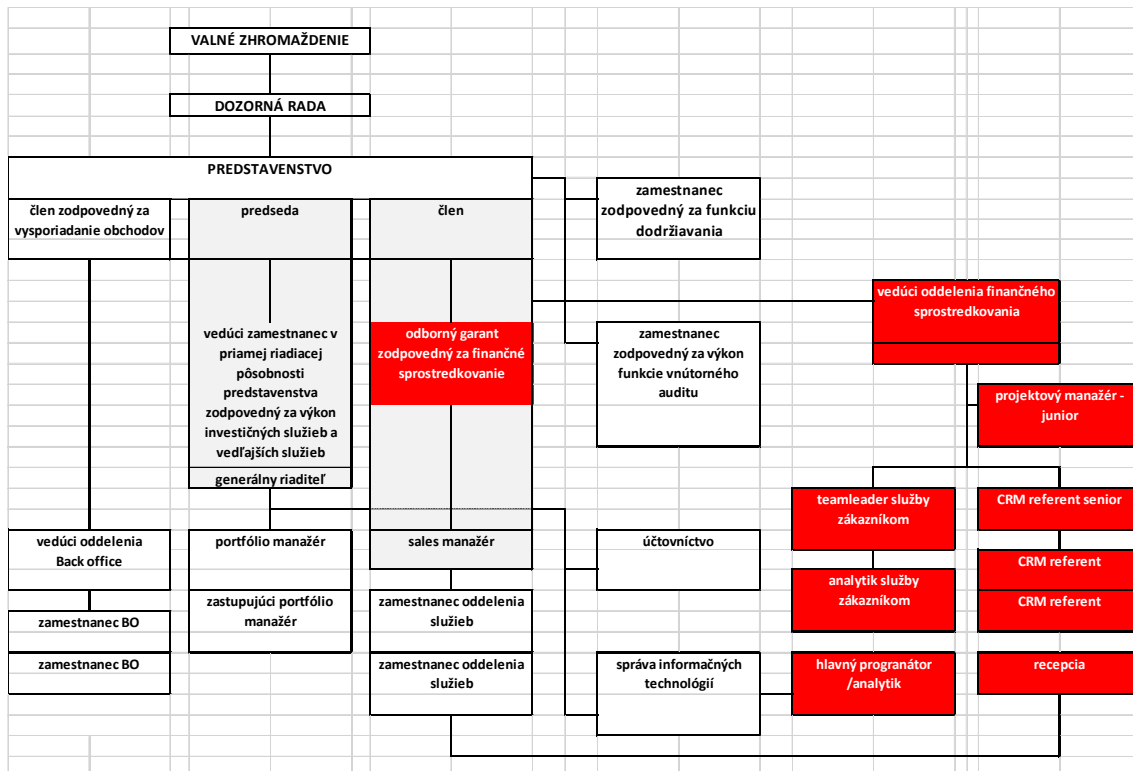 VALNÉ ZHROMAŽDENIE
DOZORNÁ RADA
PREDSTAVENSTVO
člen zodpovedný za
vysporiadanie obchodov
predseda
člen
zamestnanec
zodpovedný za funkciu
dodržiavania
vedúci oddelenia finančného
sprostredkovania
vedúci zamestnanec v
priamej riadiacej
pôsobnosti
predstavenstva
zodpovedný za výkon
investičných služieb a
vedľajších služieb
generálny riaditeľ
odborný garant
zodpovedný za finančné
sprostredkovanie
zamestnanec
zodpovedný za výkon
funkcie vnútorného
auditu
projektový manažér -
junior
teamleader služby
zákazníkom
CRM referent senior
vedúci oddelenia
Back office
portfólio manažér
sales manažér
účtovníctvo
analytik služby
zákazníkom
CRM referent
CRM referent
zamestnanec BO
zastupujúci portfólio
manažér
zamestnanec oddelenia
služieb
zamestnanec BO
zamestnanec oddelenia
služieb
správa informačných
technológií
hlavný progranátor
/analytik
recepcia